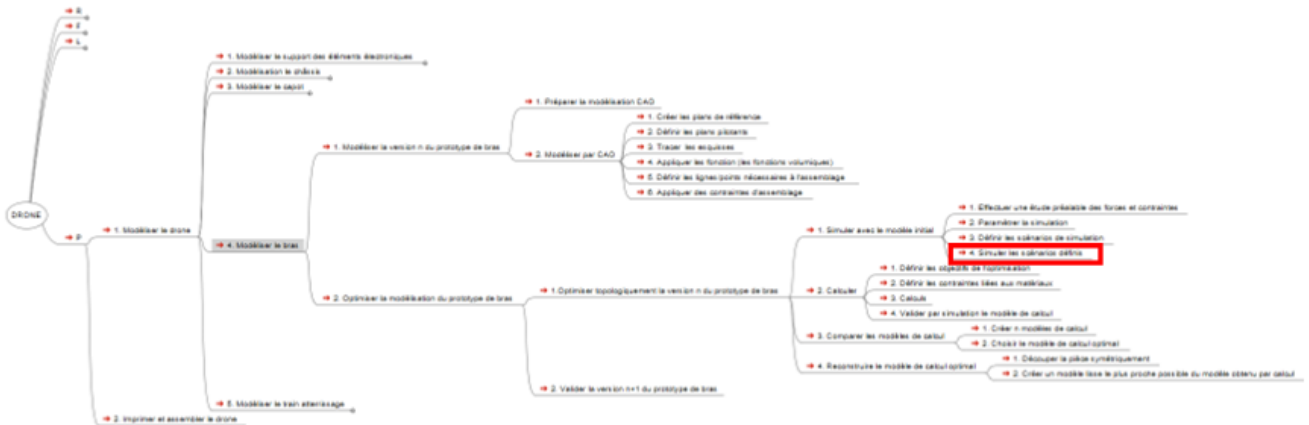 R
F
L
1. Modéliser le support des éléments électroniques
2. Modélisation le châssis
3. Modéliser le capot
1. Préparer la modélisation CAO
1. Créer les plans de référence
2. Définir les plans pilotants
3. Tracer les esquisses
1. Modéliser la version n du prototype de bras
2. Modéliser par CAO
4. Appliquer les fonction (les fonctions volumiques)
5. Définir les lignes/points nécessaires à l'assemblage
6. Appliquer des contraintes d'assemblage
DRONE
P
1. Modéliser le drone
4. Modéliser le bras
1. Effectuer une étude préalable des forces et contraintes
2. Paramétrer la simulation
1. Simuler avec le modèle initial
3. Définir les scénarios de simulation
4. Simuler les scénarios définis
1. Définir les objectifs de l'optimisation
2. Optimiser la modélisation du prototype de bras
1.Optimiser topologiquement la version n du prototype de bras
2. Calculer
2. Définir les contraintes liées aux matériaux
3. Calculs
4. Valider par simulation le modèle de calcul
1. Créer n modèles de calcul
3. Comparer les modèles de calcul
2. Choisir le modèle de calcul optimal
1. Découper la pièce symétriquement
4. Reconstruire le modèle de calcul optimal
2. Créer un modèle lisse le plus proche possible du modèle obtenu par calcul
2. Valider la version n+1 du prototype de bras
5. Modéliser le train atterrissage
2. Imprimer et assembler le drone